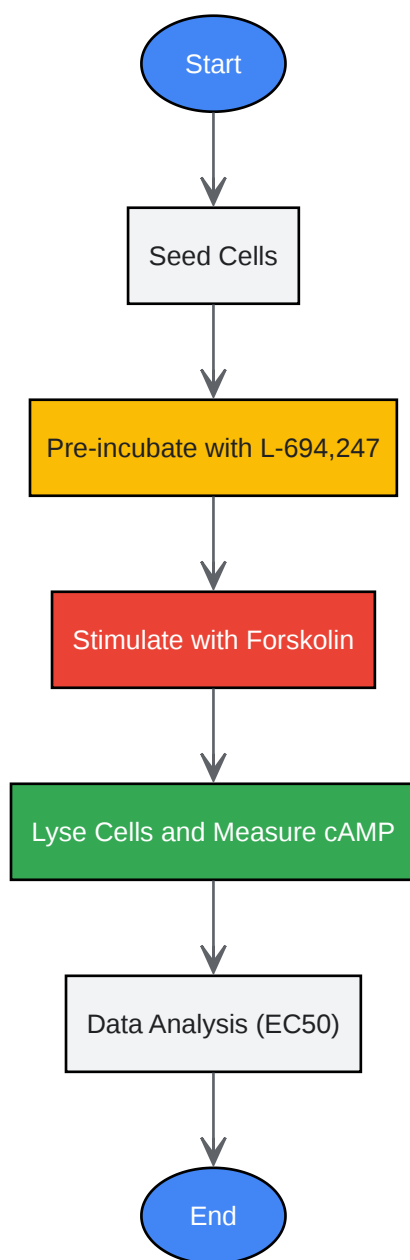 Start
Seed Cells
Pre-incubate with L-694,247
Stimulate with Forskolin
Lyse Cells and Measure cAMP
Data Analysis (EC50)
End